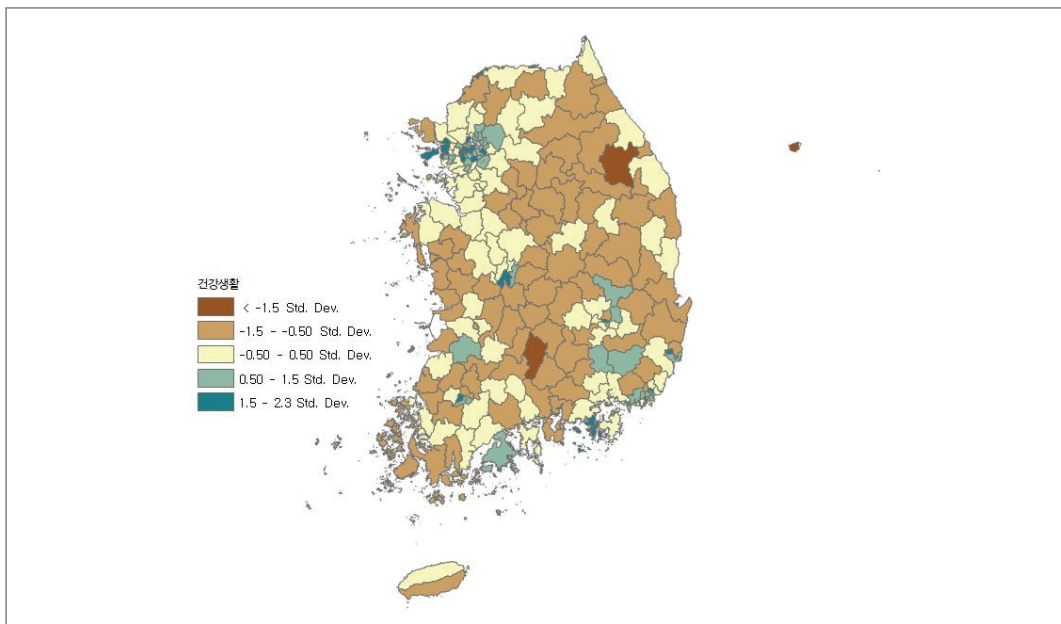 건강생활
< -1.5 Std. Dev.
-1.5 - -0.50 Std. Dev.
-0.50 - 0.50 Std. Dev.
0.50 - 1.5 Std. Dev.
1.5 - 2.3 Std. Dev.